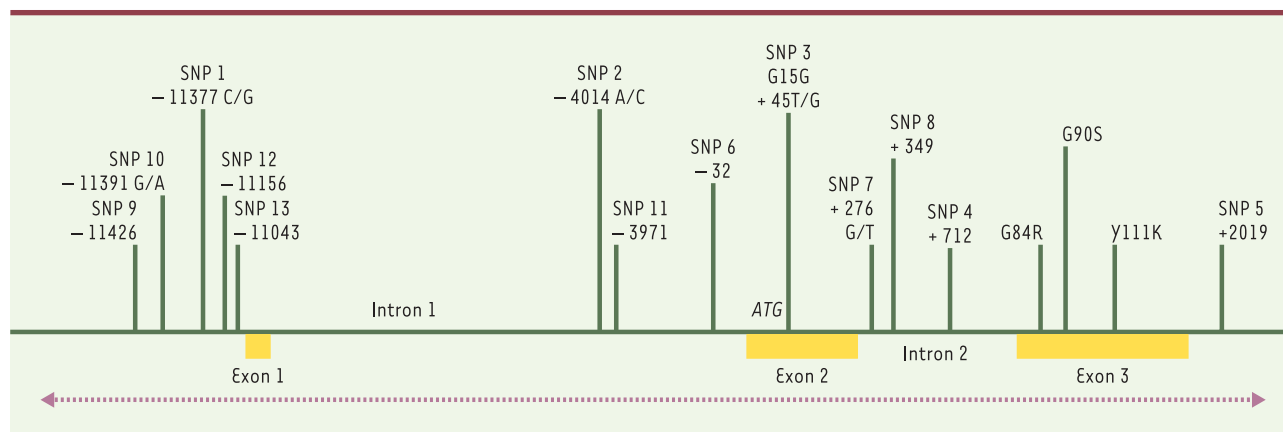 SNP 9
−11426
SNP 10
−11391 G/A
SNP 1
−11377 C/G
SNP 12
−11156
SNP 13
−11043
SNP 2
−4014 A/C
SNP 11
−3971
SNP 6
−32
SNP 3
G15G
+45T/G
SNP 7
+276
G/T
SNP 8
+349
SNP 4
+712
G84R
G90S
Y111K
SNP 5
+2019
Intron 1
ATG
Intron 2
Exon 1
Exon 2
Exon 3